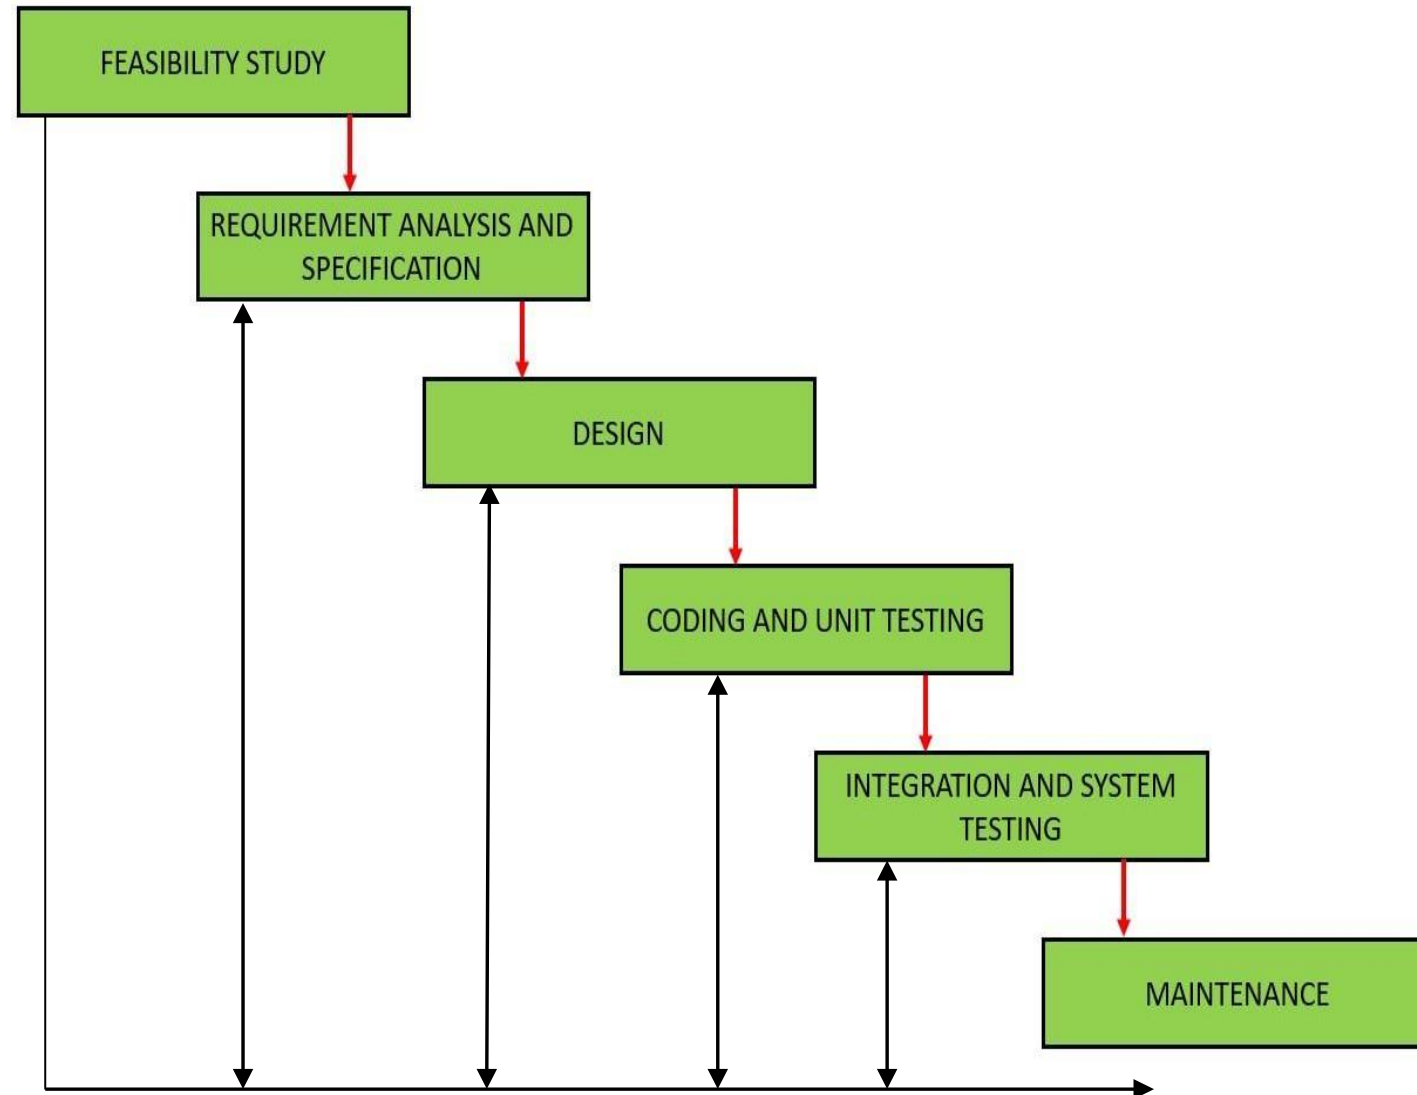 FEASIBILITY STUDY
REQUIREMENT ANALYSIS AND
SPECIFICATION
DESIGN
CODING AND UNIT TESTING
INTEGRATION AND SYSTEM
TESTING
MAINTENANCE